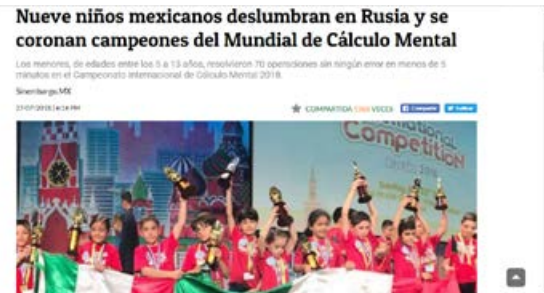 Nueve niños mexicanos deslumbran en Rusia y se
coronan campeones del Mundial de Cálculo Mental
Los menores, de edades entre los 5 a 13 años, resolvieron 70 operaciones sin ningún error en menos de 5
minutos en el Campeonato Internacional de Cálculo Mental 2018.
SinembargoMX
COMPARTIDA VECES Compartir
International
Competition